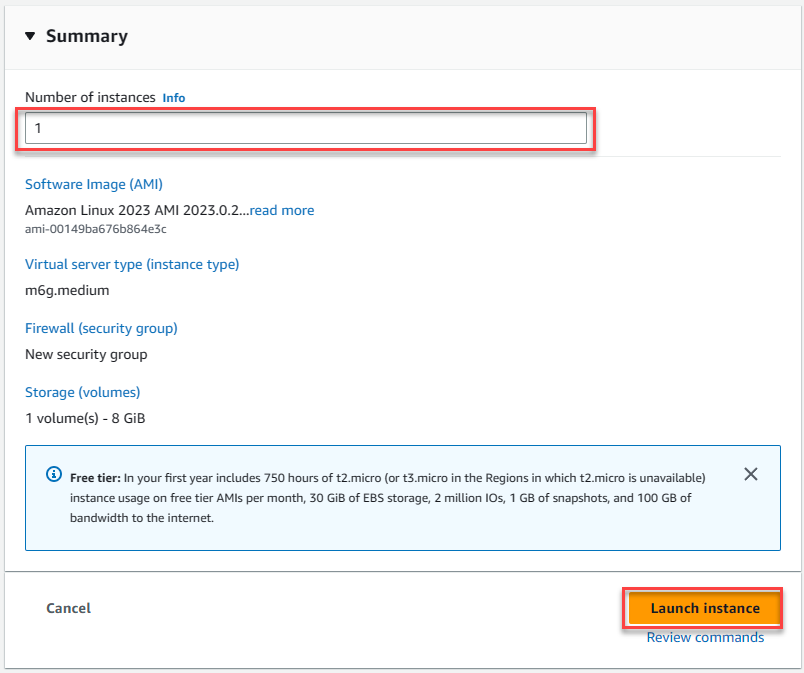 Summary
Number of instances Info
1
Software Image (AMI)
Amazon Linux 2023 AMI 2023.0.2...read more
ami-00149ba676b864e3c
Virtual server type (instance type)
m6g.medium
Firewall (security group)
New security group
Storage (volumes)
1 volume(s) - 8 GiB
Free tier: In your first year includes 750 hours of t2.micro (or t3.micro in the Regions in which t2.micro is unavailable)
instance usage on free tier AMIs per month, 30 GiB of EBS storage, 2 million IOs, 1 GB of snapshots, and 100 GB of
bandwidth to the internet.
Cancel
Launch instance
Review commands